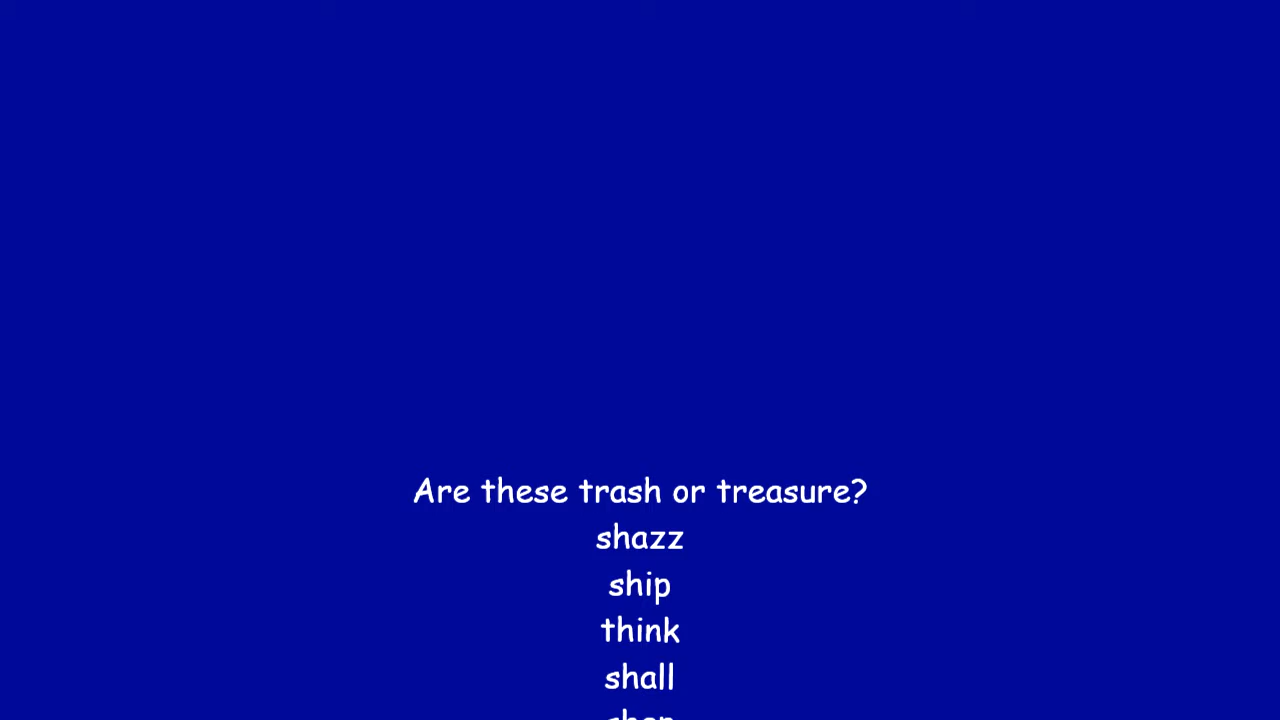 Are these trash or treasure?
shazz
ship
think
shall